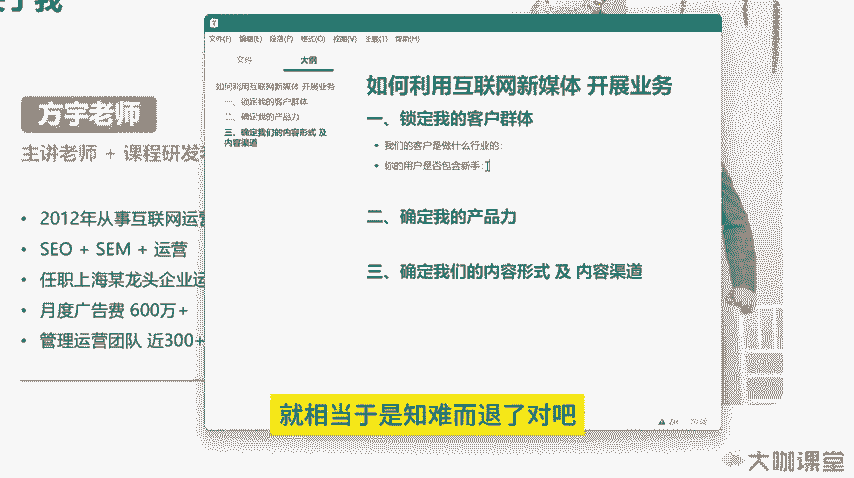 关于我
方宇老师
主讲老师 + 课程研发
2012年从事互联网运营
SEO + SEM + 运营
任职上海某龙头企业运
月度广告费 600万+
管理运营团队 近300+
文件(F) 编辑(E) 段落(P) 格式(O) 视图(V) 主题(T) 帮助(H)
文件 大纲
如何利用互联网新媒体 开展业务
一、锁定我的客户群体
二、确定我的产品力
三、确定我们的内容形式 及
内容渠道
如何利用互联网新媒体 开展业务
一、锁定我的客户群体
我们的客户是做什么行业的:
你的用户是否包含新手:
二、确定我的产品力
三、确定我们的内容形式 及 内容渠道
就相当于是知难而退了对吧
大咖课堂